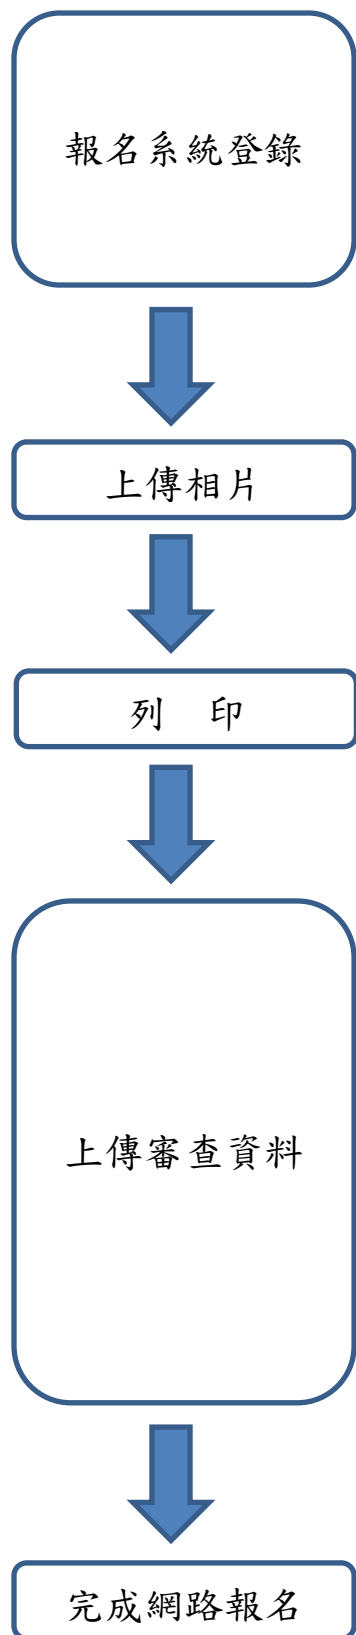 報名系統登錄
上傳相片
列　印
上傳審查資料
完成網路報名